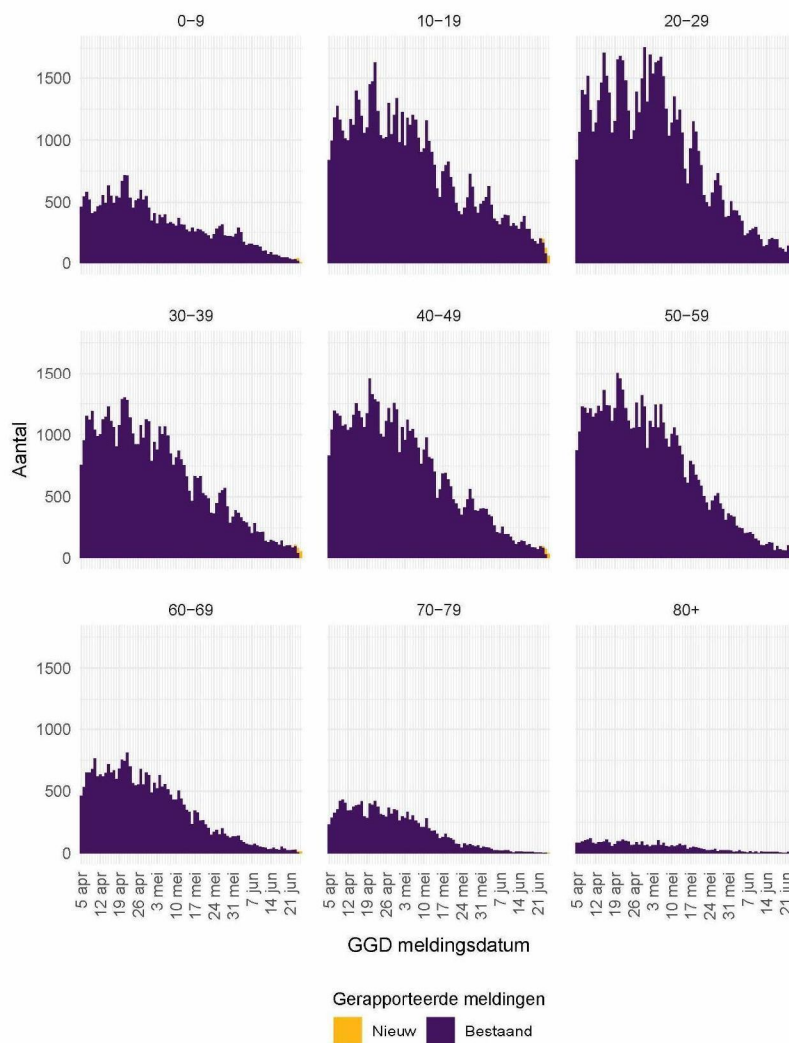 0−9
10−19
20−29
1500
1000
500
0
30−39
40−49
50−59
1500
1000
500
0
Aantal
60−69
70−79
80+
1500
1000
500
0
5 apr
12 apr
19 apr
26 apr
3 mei
10 mei
17 mei
24 mei
31 mei
7 jun
14 jun
21 jun
5 apr
12 apr
19 apr
26 apr
3 mei
10 mei
17 mei
24 mei
31 mei
7 jun
14 jun
21 jun
5 apr
12 apr
19 apr
26 apr
3 mei
10 mei
17 mei
24 mei
31 mei
7 jun
14 jun
21 jun
GGD meldingsdatum
Gerapporteerde meldingen
Nieuw
Bestaand